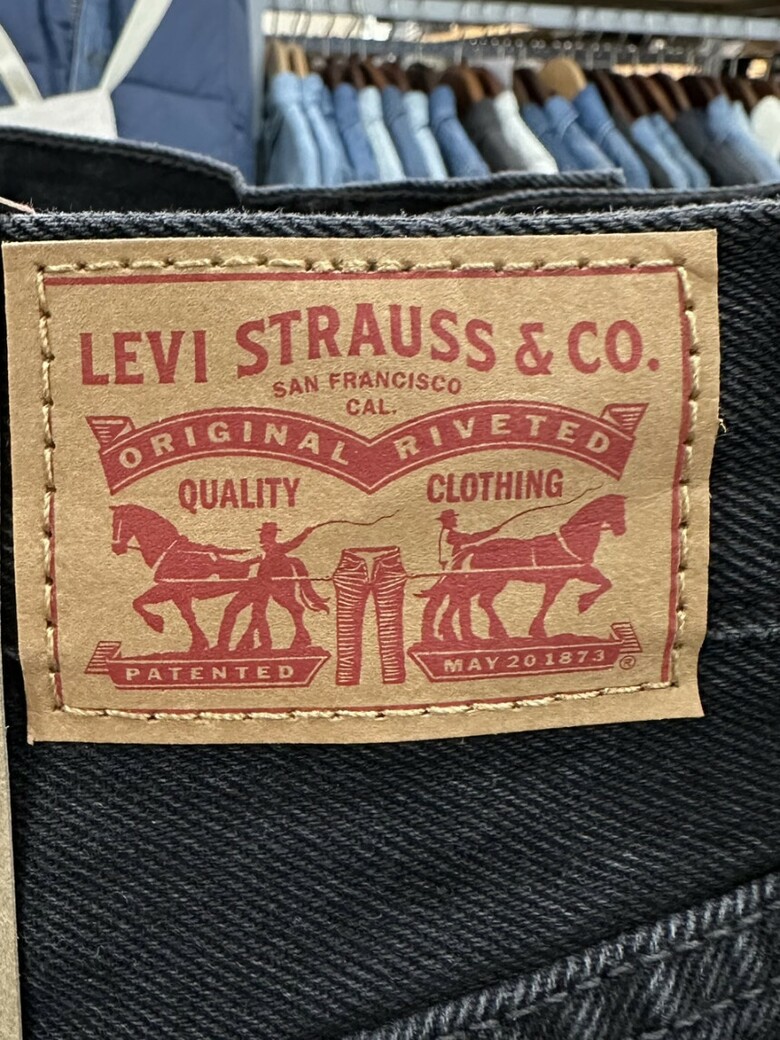 LEVI STRAUSS & CO.
SAN FRANCISCO
CAL.
ORIGINAL RIVETED
QUALITY CLOTHING
PATENTED MAY 20 1873 ®